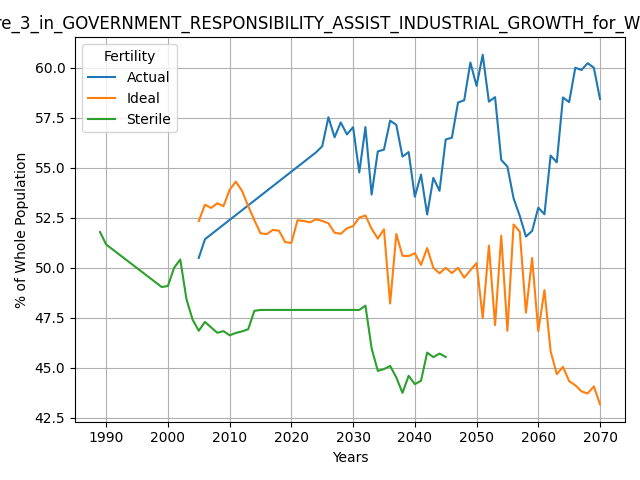 re_3_in_GOVERNMENT_RESPONSIBILITY_ASSIST_INDUSTRIAL_GROWTH_for_W
Fertility
Actual
Ideal
Sterile
% of Whole Population
60.0
57.5
55.0
52.5
50.0
47.5
45.0
42.5
1990 2000 2010 2020 2030 2040 2050 2060 2070
Years